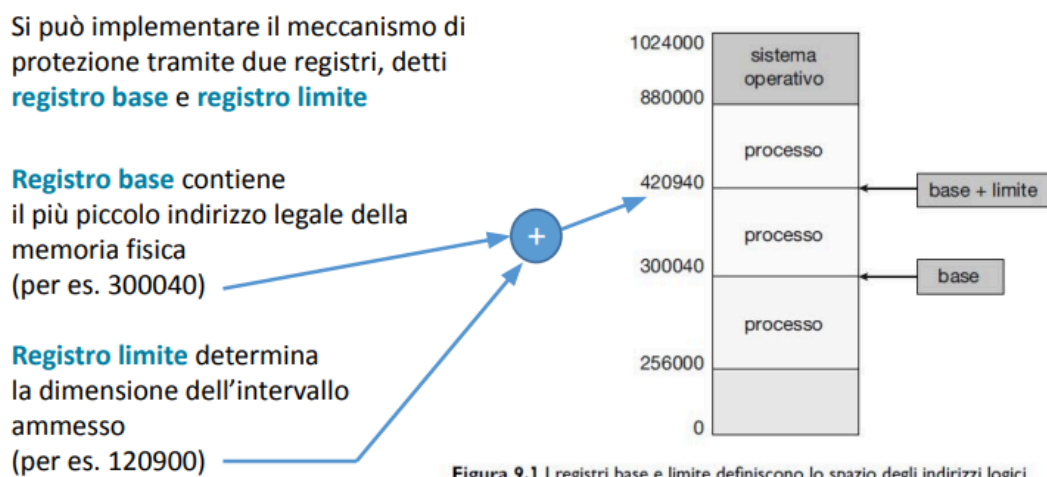 Si può implementare il meccanismo di
protezione tramite due registri, detti
registro base e registro limite
Registro base contiene
il più piccolo indirizzo legale della
memoria fisica
(per es. 300040)
Registro limite determina
la dimensione dell'intervallo
ammesso
(per es. 120900)
+
1024000
sistema
operativo
880000
processo
420940
base + limite
processo
300040
base
processo
256000
0
Figura 9.1 I registri base e limite definiscono lo spazio degli indirizzi logici